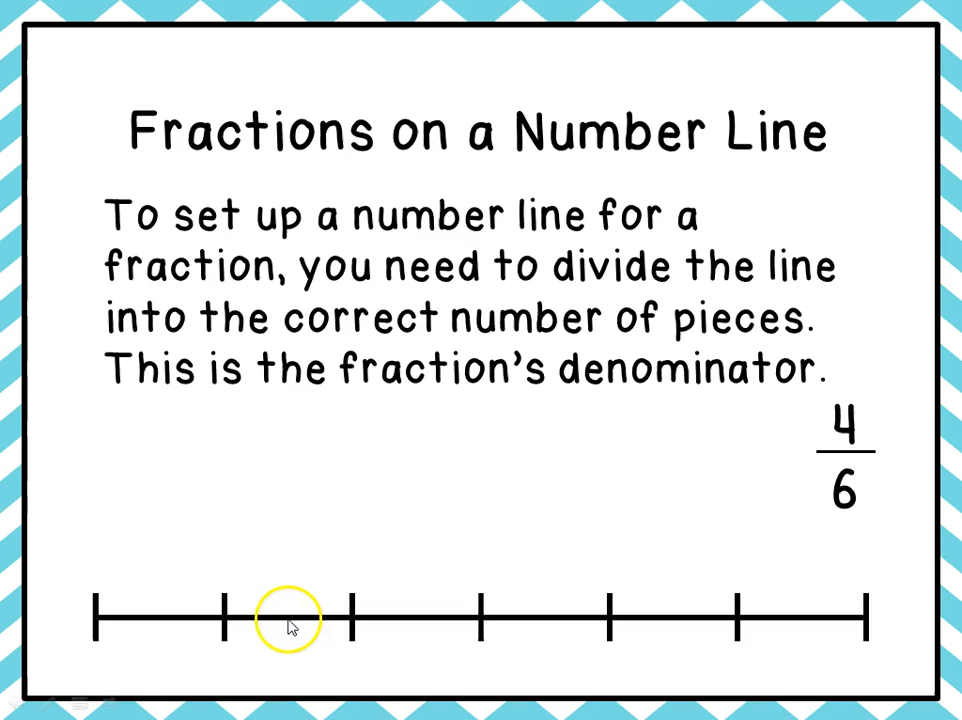 Fractions on a Number Line
To set up a number line for a
fraction, you need to divide the line
into the correct number of pieces.
This is the fraction's denominator.
4
6